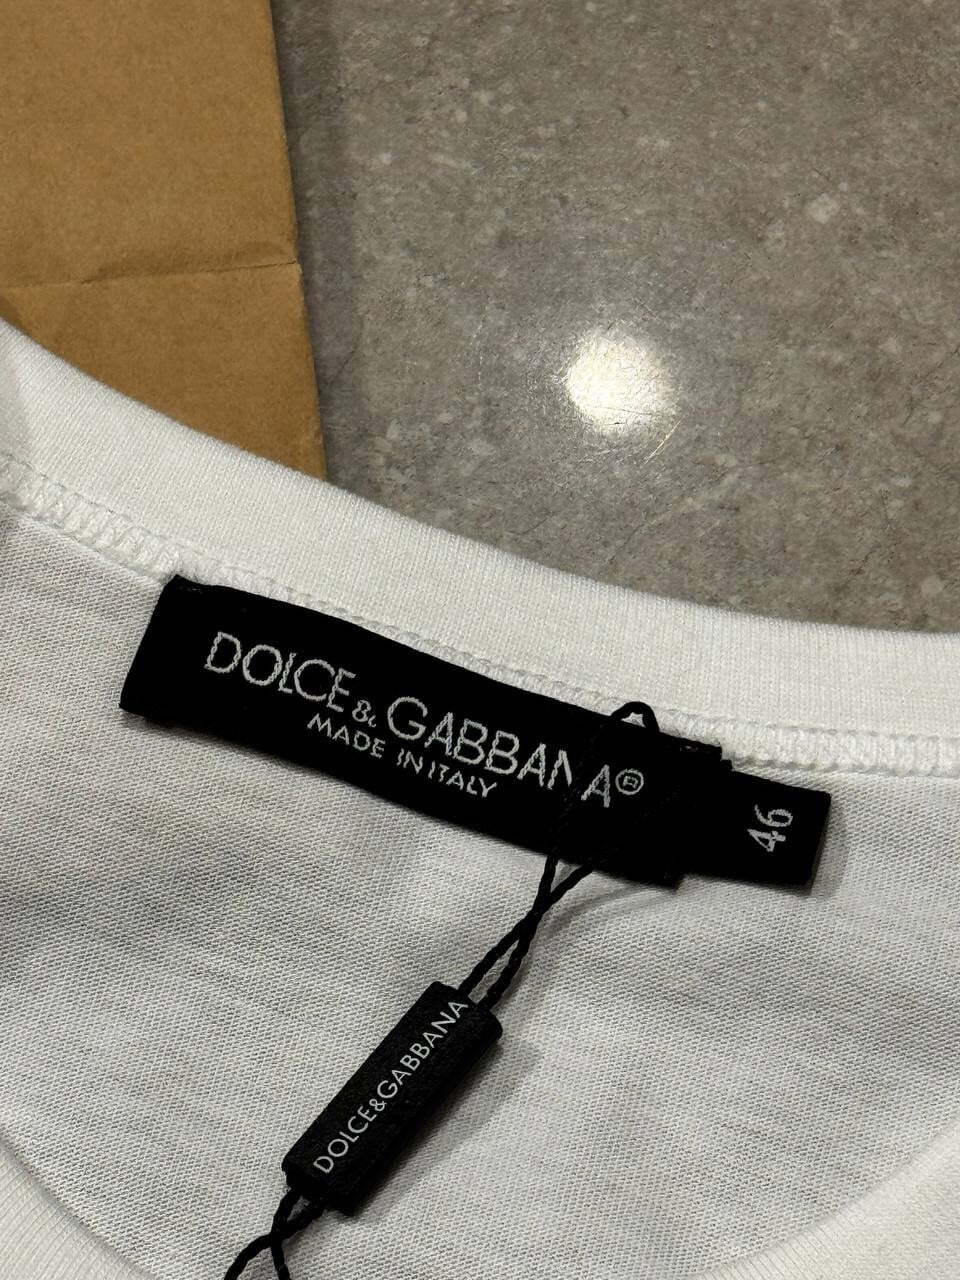 DOLCE & GABBANA®
MADE IN ITALY
46
DOLCE&GABBANA